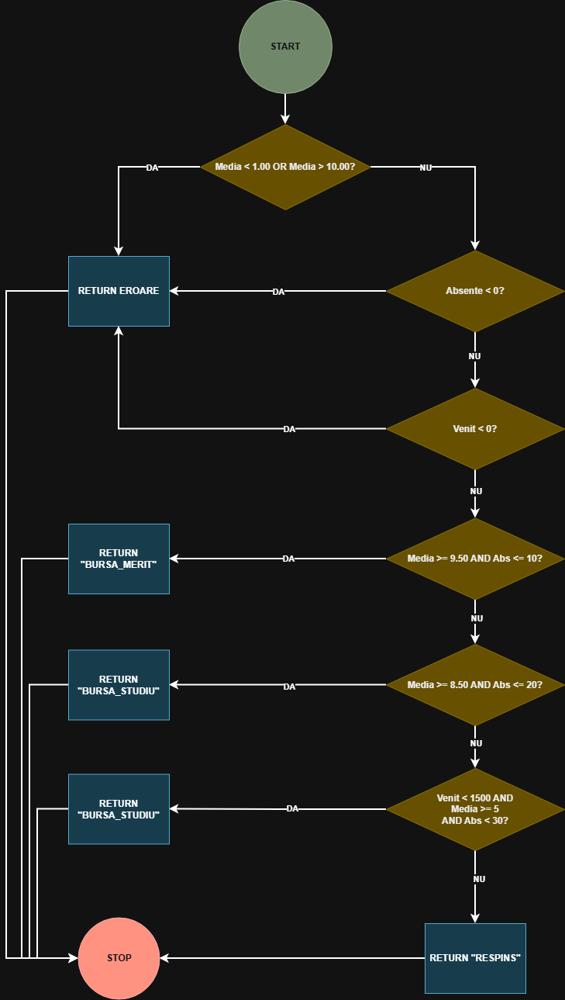 START
Media < 1.00 OR Media > 10.00?
DA
NU
RETURN EROARE
DA
Absente < 0?
NU
DA
Venit < 0?
NU
RETURN
"BURSA_MERIT"
DA
Media >= 9.50 AND Abs <= 10?
NU
RETURN
"BURSA_STUDIU"
DA
Media >= 8.50 AND Abs <= 20?
NU
RETURN
"BURSA_STUDIU"
DA
Venit < 1500 AND
Media >= 5
AND Abs < 30?
NU
STOP
RETURN "RESPINS"